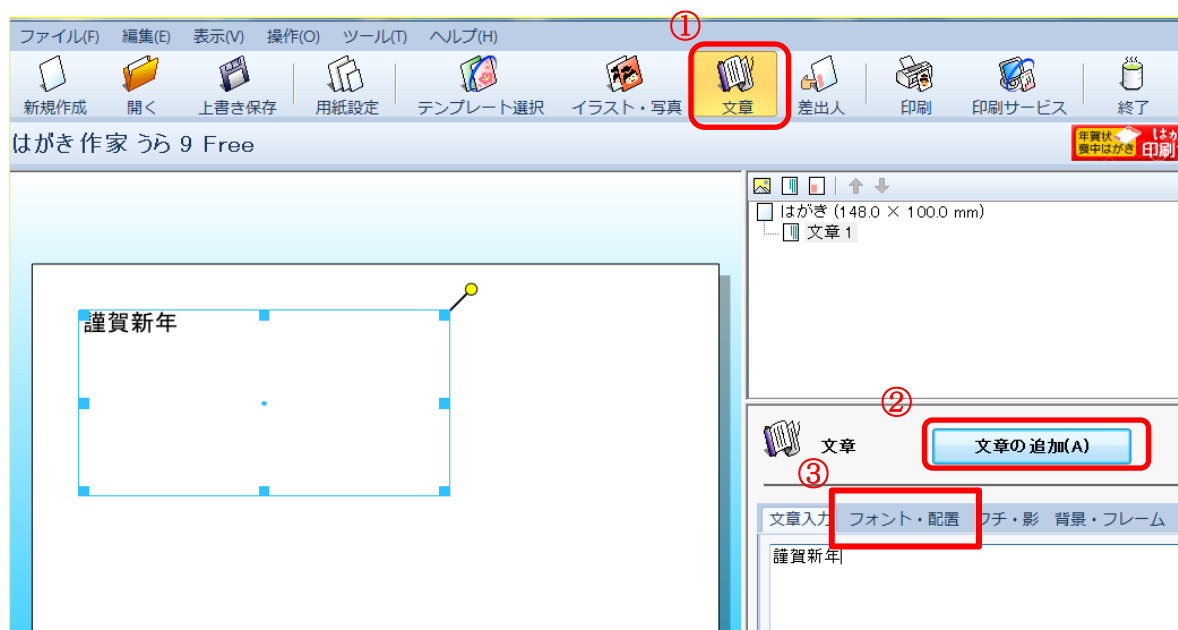 ①
ファイル(F) 編集(E) 表示(V) 操作(O) ツール(T) ヘルプ(H)
新規作成 開く 上書き保存 用紙設定 テンプレート選択 イラスト・写真 文章 差出人 印刷 印刷サービス 終了
はがき作家 うら 9 Free
年賀状 はが
喪中はがき 印刷
はがき (148.0 × 100.0 mm)
文章 1
謹賀新年
②
文章 文章の追加(A)
③
文章入力 フォント・配置 フチ・影 背景・フレーム
謹賀新年